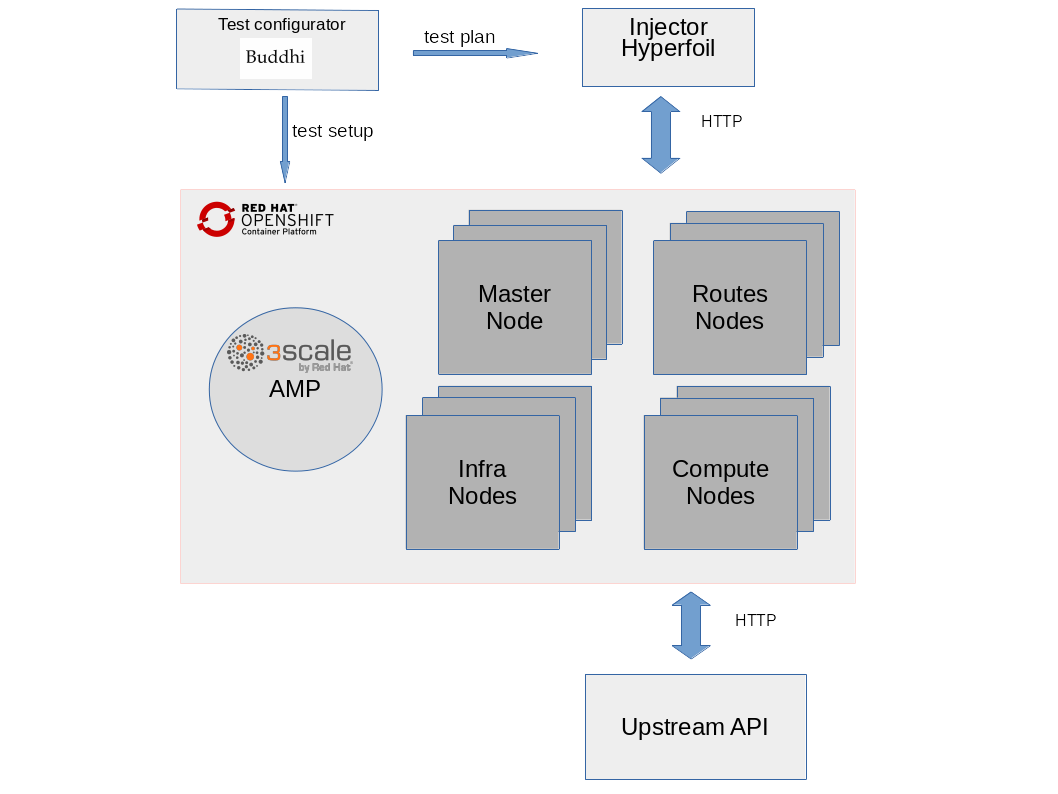 Test configurator
Buddhi
test plan
Injector
Hyperfoil
test setup
HTTP
RED HAT®
OPENSHIFT
Container Platform
Master
Node
Routes
Nodes
3scale
by Red Hat®
AMP
Infra
Nodes
Compute
Nodes
HTTP
Upstream API